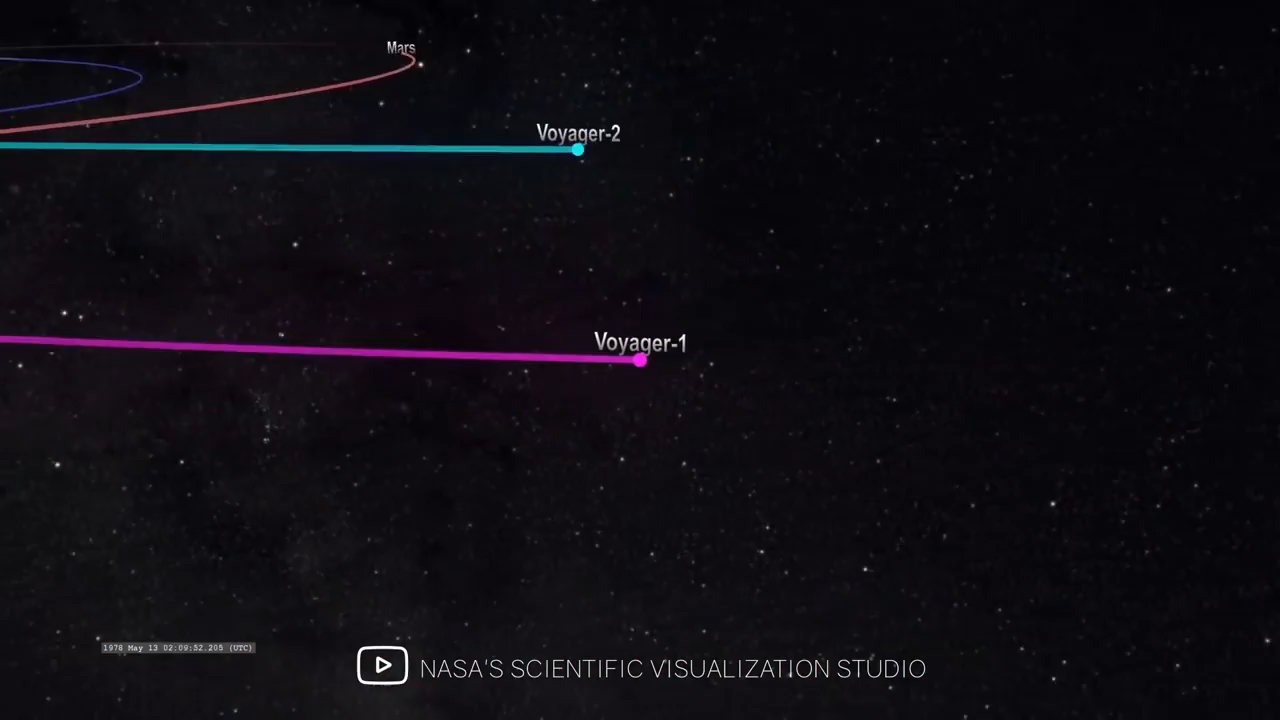 Mars
Voyager-2
Voyager-1
1978 May 13 02:09:52.205 (UTC)
NASA'S SCIENTIFIC VISUALIZATION STUDIO